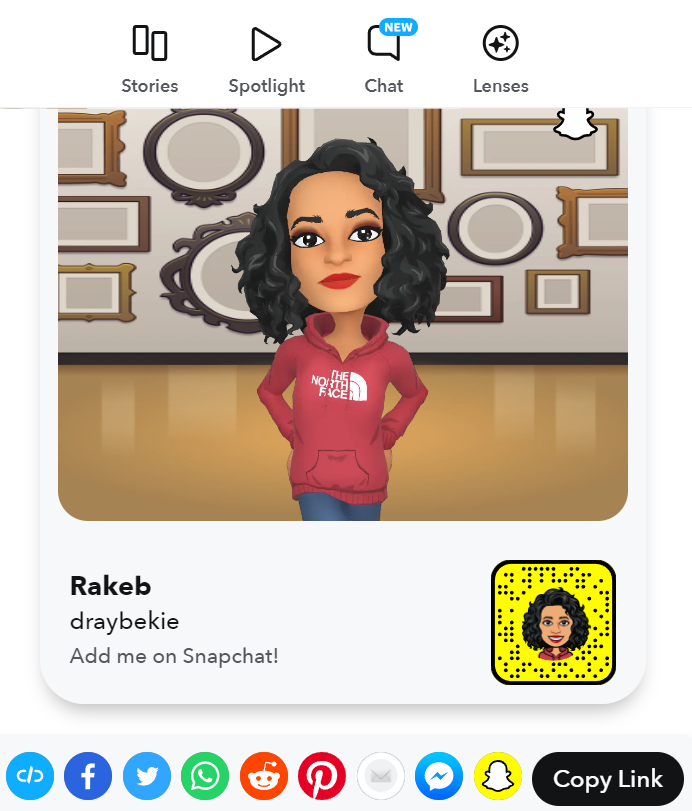 NEW
Stories
Spotlight
Chat
Lenses
THE
NORTH
FACE
Rakeb
draybekie
Add me on Snapchat!
Copy Link